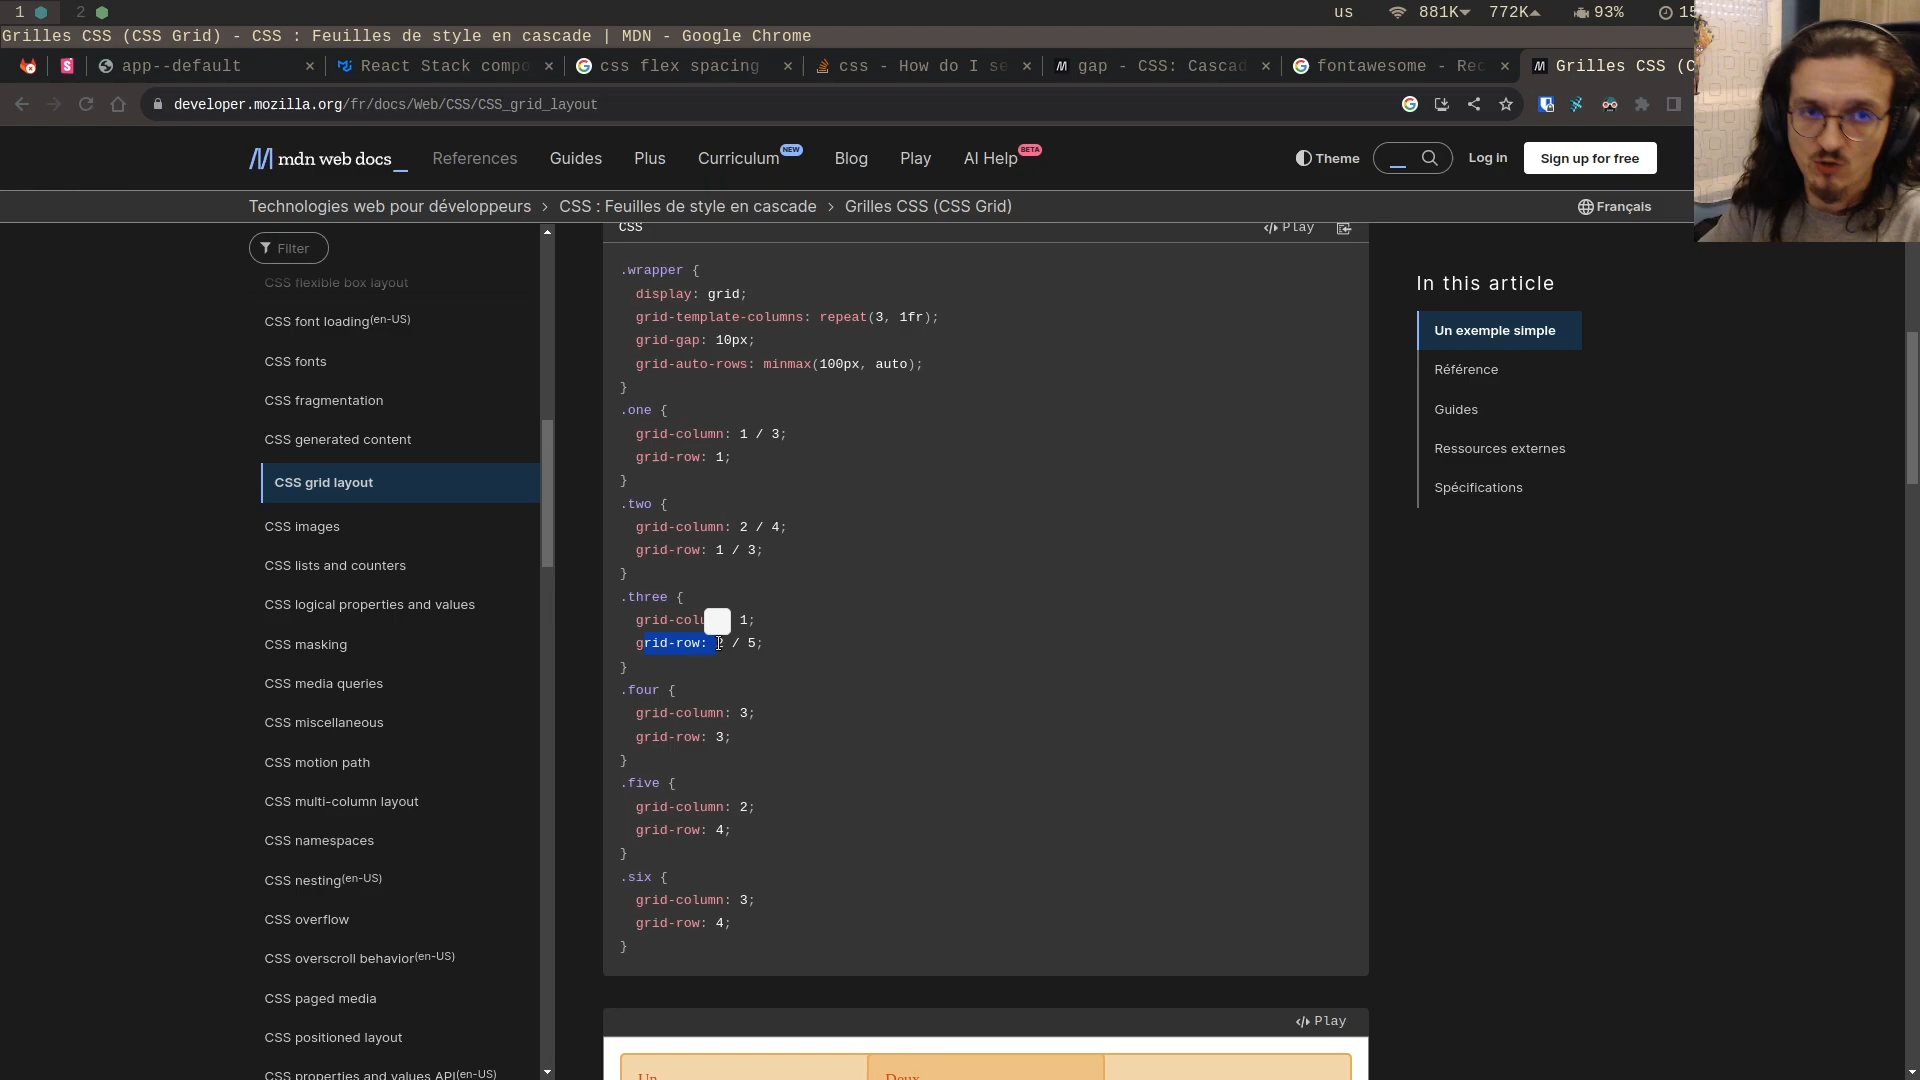 1 2 us 881K 772K 93% 15
Grilles CSS (CSS Grid) - CSS : Feuilles de style en cascade | MDN - Google Chrome
app--default React Stack compo css flex spacing css - How do I se gap - CSS: Cascad fontawesome - Rec Grilles CSS (C
developer.mozilla.org/fr/docs/Web/CSS/CSS_grid_layout
mdn web docs_ References Guides Plus Curriculum NEW Blog Play AI Help BETA Theme Log in Sign up for free
Technologies web pour développeurs > CSS : Feuilles de style en cascade > Grilles CSS (CSS Grid) Français
Filter
CSS flexible box layout
CSS font loading(en-US)
CSS fonts
CSS fragmentation
CSS generated content
CSS grid layout
CSS images
CSS lists and counters
CSS logical properties and values
CSS masking
CSS media queries
CSS miscellaneous
CSS motion path
CSS multi-column layout
CSS namespaces
CSS nesting(en-US)
CSS overflow
CSS overscroll behavior(en-US)
CSS paged media
CSS positioned layout
CSS properties and values API(en-US)
CSS Play
.wrapper {
display: grid;
grid-template-columns: repeat(3, 1fr);
grid-gap: 10px;
grid-auto-rows: minmax(100px, auto);
}
.one {
grid-column: 1 / 3;
grid-row: 1;
}
.two {
grid-column: 2 / 4;
grid-row: 1 / 3;
}
.three {
grid-colu 1;
grid-row: 2 / 5;
}
.four {
grid-column: 3;
grid-row: 3;
}
.five {
grid-column: 2;
grid-row: 4;
}
.six {
grid-column: 3;
grid-row: 4;
}
Play
Un Deux
In this article
Un exemple simple
Référence
Guides
Ressources externes
Spécifications